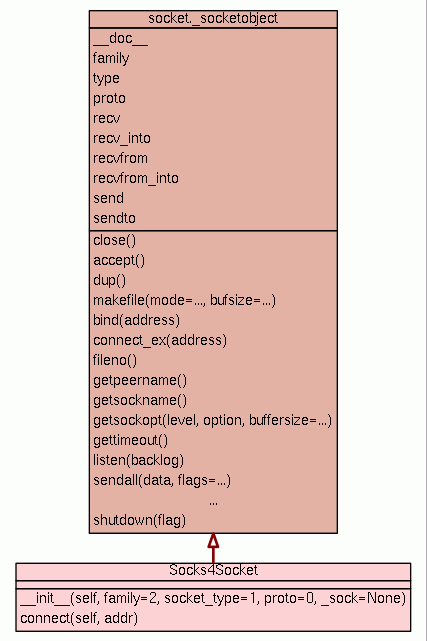 socket._socketobject
__doc__
family
type
proto
recv
recv_into
recvfrom
recvfrom_into
send
sendto
close()
accept()
dup()
makefile(mode=..., bufsize=...)
bind(address)
connect_ex(address)
fileno()
getpeername()
getsockname()
getsockopt(level, option, buffersize=...)
gettimeout()
listen(backlog)
sendall(data, flags=...)
...
shutdown(flag)
Socks4Socket
__init__(self, family=2, socket_type=1, proto=0, _sock=None)
connect(self, addr)